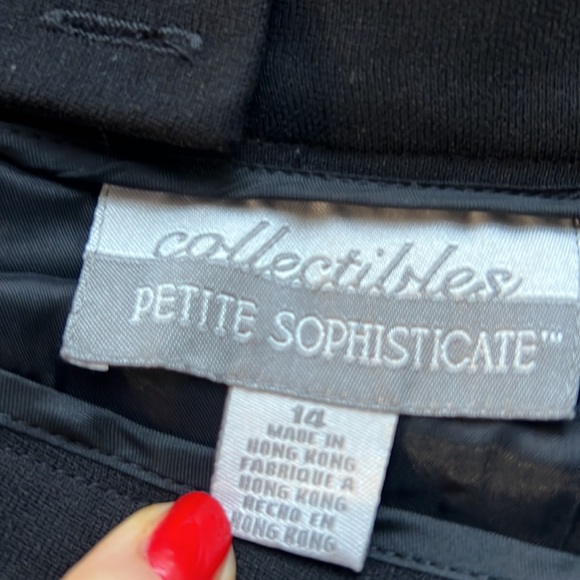 collectibles
PETITE SOPHISTICATE™
14
MADE IN
HONG KONG
FABRIQUE A
HONG KONG
HECHO EN
HONG KONG